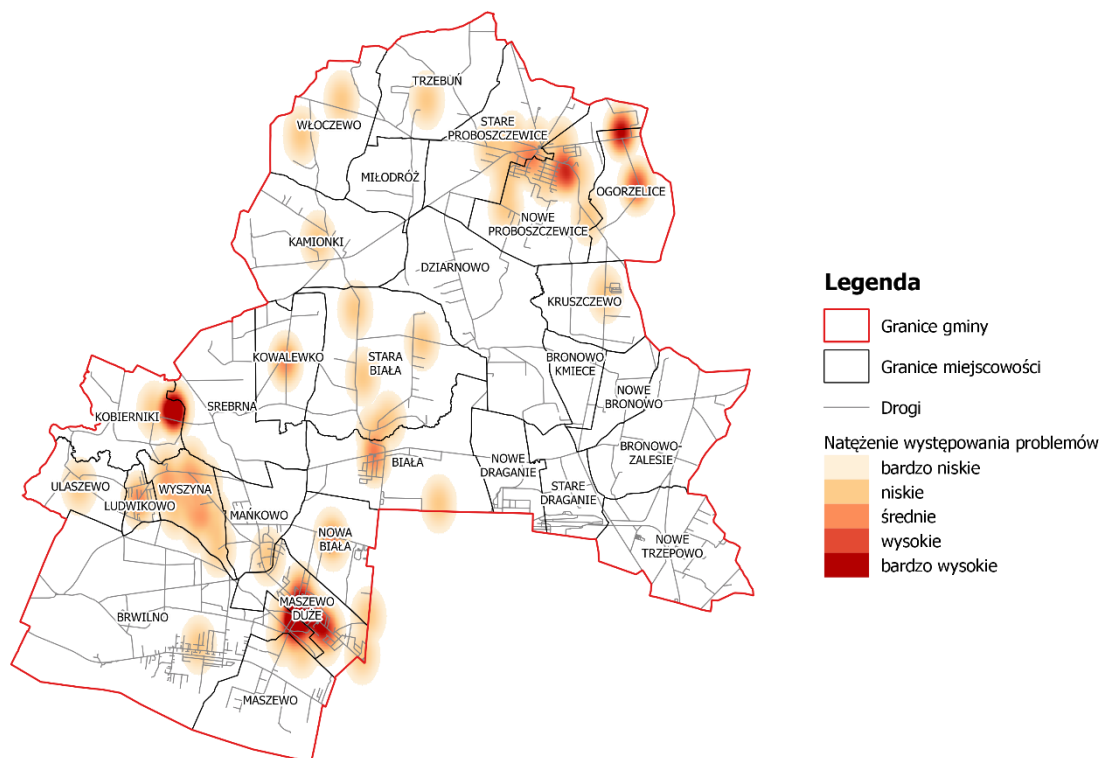 TRZEBUŃ
STARE
PROBOSZCZEWICE
WŁOCZEWO
MIŁODRÓŻ
OGORZELICE
NOWE
PROBOSZCZEWICE
KAMIONKI
DZIARNOWO
KRUSZCZEWO
KOWALEWKO
STARA
BIAŁA
BRONOWO
KMIECE
NOWE
BRONOWO
SREBRNA
KOBIERNIKI
BRONOWO-
ZALESIE
BIAŁA
NOWE
DRAGANIE
STARE
DRAGANIE
ULASZEWO
WYSZYNA
LUDWIKOWO
MAŃKOWO
NOWA
BIAŁA
NOWE
TRZEPOWO
MASZEWO
DUŻE
BRWILNO
MASZEWO
Legenda
Granice gminy
Granice miejscowości
Drogi
Natężenie występowania problemów
bardzo niskie
niskie
średnie
wysokie
bardzo wysokie